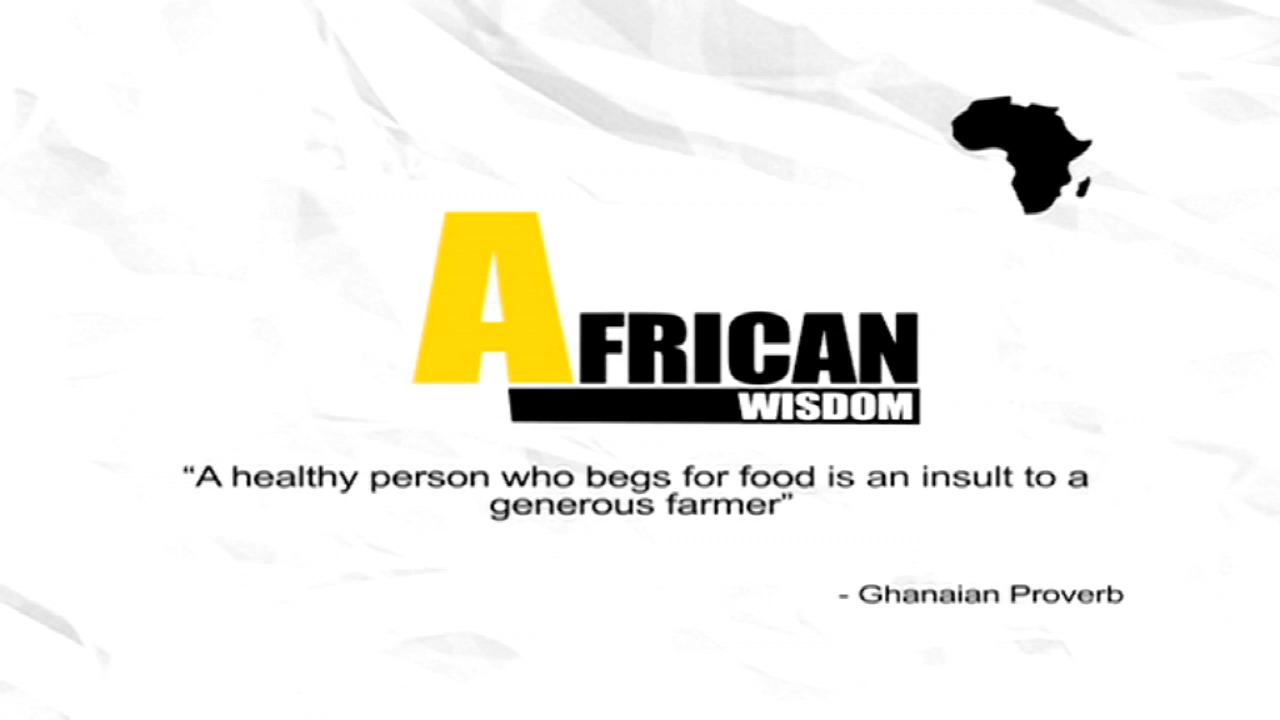 AFRICAN
WISDOM
“A healthy person who begs for food is an insult to a
generous farmer”
- Ghanaian Proverb